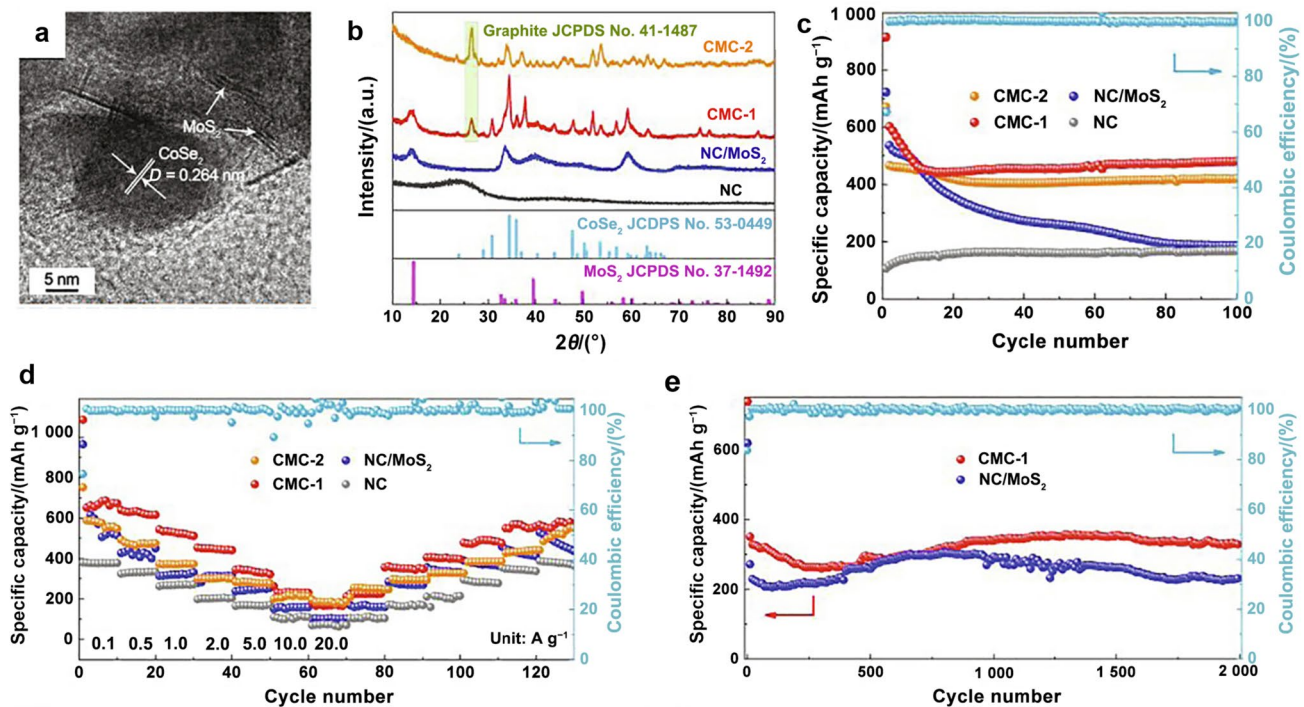 a
MoS₂
CoSe₂
D = 0.264 nm
5 nm
b
Graphite JCPDS No. 41-1487
CMC-2
CMC-1
NC/MoS₂
NC
CoSe₂ JCDPS No. 53-0449
MoS₂ JCPDS No. 37-1492
Intensity/(a.u.)
10 20 30 40 50 60 70 80 90
2θ/(°)
c
1 000
800
600
400
200
0
Specific capacity/(mAh g⁻¹)
CMC-2 NC/MoS₂
CMC-1 NC
100
80
60
40
20
0
Coulombic efficiency/(%)
0 20 40 60 80 100
Cycle number
d
1 000
800
600
400
200
0
Specific capacity/(mAh g⁻¹)
CMC-2 NC/MoS₂
CMC-1 NC
0.1 0.5 1.0 2.0 5.0 10.0 20.0 Unit: A g⁻¹
100
80
60
40
20
0
Coulombic efficiency/(%)
0 20 40 60 80 100 120
Cycle number
e
600
400
200
0
Specific capacity/(mAh g⁻¹)
CMC-1
NC/MoS₂
100
80
60
40
20
0
Coulombic efficiency/(%)
0 500 1 000 1 500 2 000
Cycle number